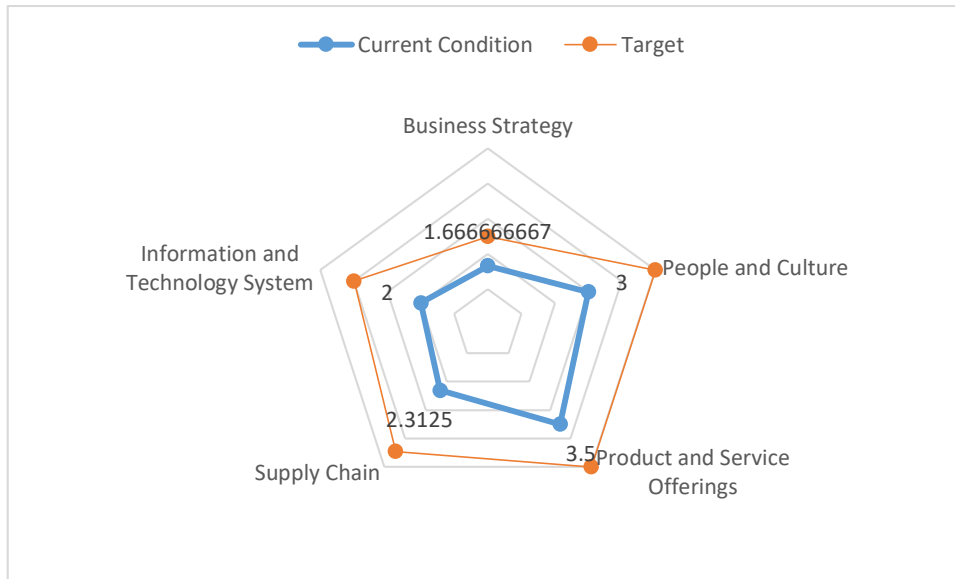 Current Condition
Target
Business Strategy
1.666666667
Information and
Technology System
2
3
People and Culture
2.3125
3.5
Product and Service
Offerings
Supply Chain